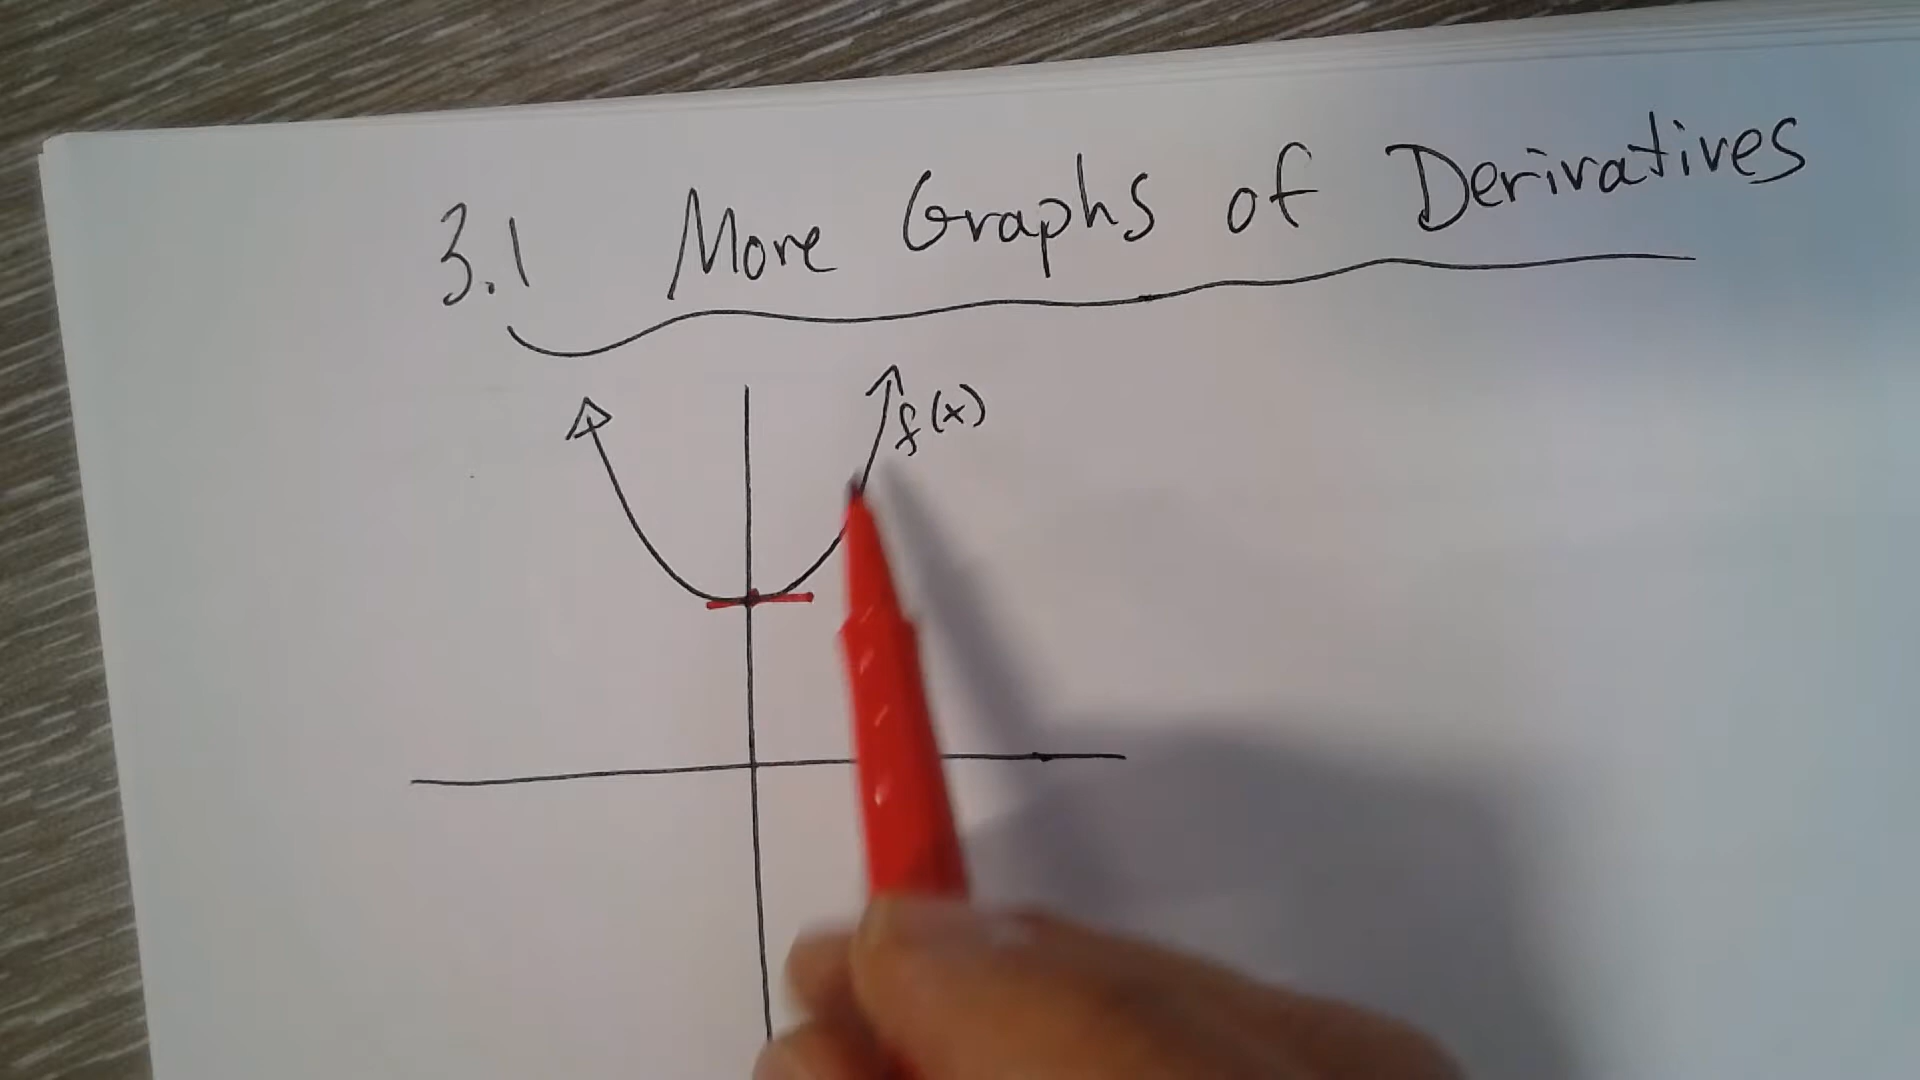 3.1 More Graphs of Derivatives
f(x)